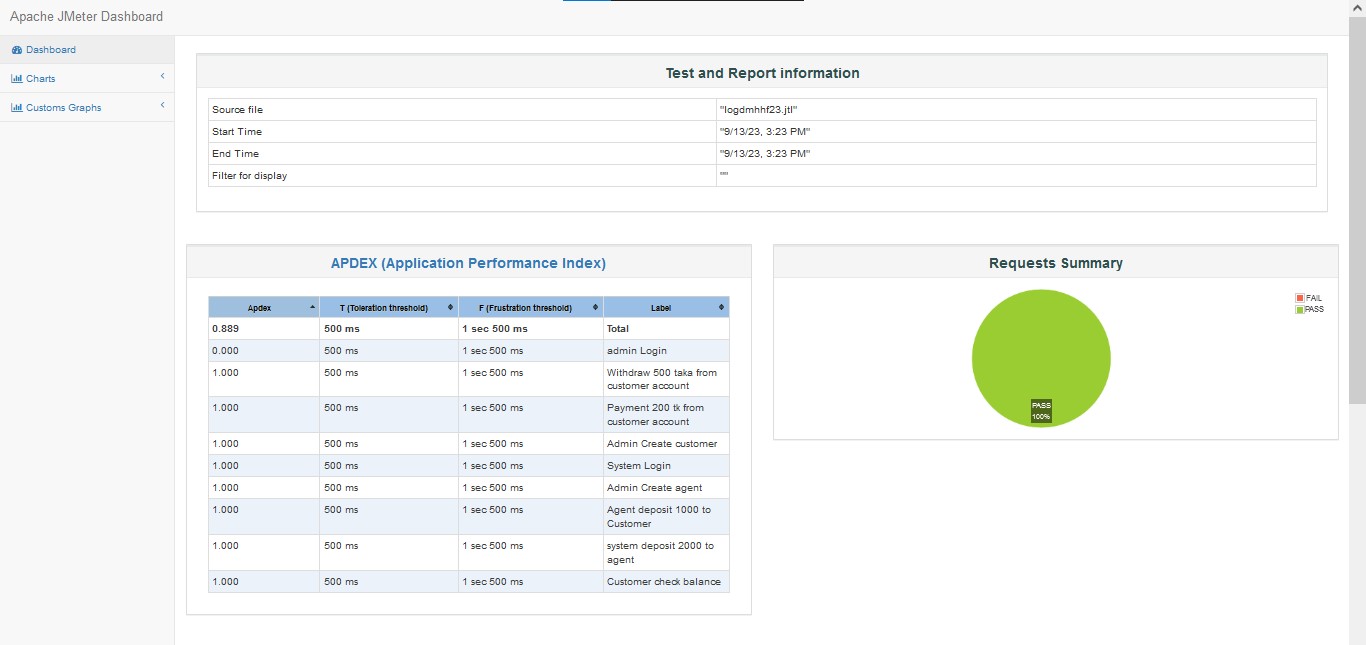 Apache JMeter Dashboard
Dashboard
Charts
Customs Graphs
Test and Report information
Source file "logdmhhf23.jtl"
Start Time "9/13/23, 3:23 PM"
End Time "9/13/23, 3:23 PM"
Filter for display ""
APDEX (Application Performance Index)
Apdex T (Toleration threshold) F (Frustration threshold) Label
0.889 500 ms 1 sec 500 ms Total
0.000 500 ms 1 sec 500 ms admin Login
1.000 500 ms 1 sec 500 ms Withdraw 500 taka from
customer account
1.000 500 ms 1 sec 500 ms Payment 200 tk from
customer account
1.000 500 ms 1 sec 500 ms Admin Create customer
1.000 500 ms 1 sec 500 ms System Login
1.000 500 ms 1 sec 500 ms Admin Create agent
1.000 500 ms 1 sec 500 ms Agent deposit 1000 to
Customer
1.000 500 ms 1 sec 500 ms system deposit 2000 to
agent
1.000 500 ms 1 sec 500 ms Customer check balance
Requests Summary
FAIL
PASS
PASS
100%